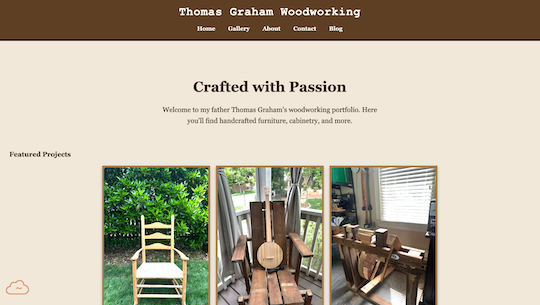 Thomas Graham Woodworking
Home Gallery About Contact Blog
Crafted with Passion
Welcome to my father Thomas Graham's woodworking portfolio. Here
you'll find handcrafted furniture, cabinetry, and more.
Featured Projects